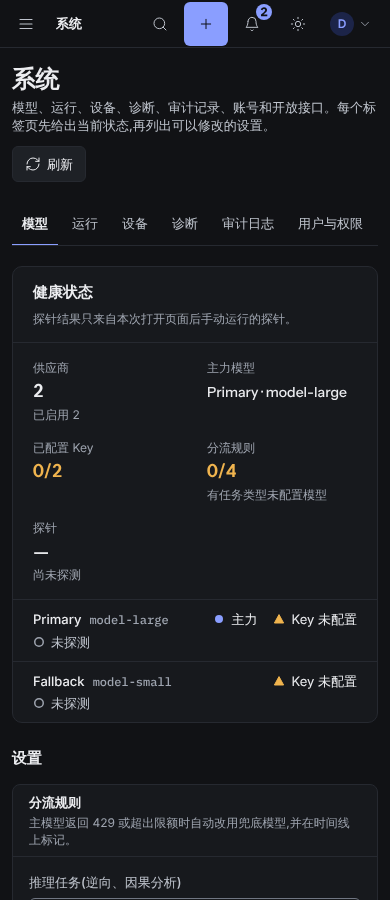 系统
2
D
系统
模型、运行、设备、诊断、审计记录、账号和开放接口。每个标
签页先给出当前状态,再列出可以修改的设置。
刷新
模型 运行 设备 诊断 审计日志 用户与权限
健康状态
探针结果只来自本次打开页面后手动运行的探针。
供应商
2
已启用 2
主力模型
Primary · model-large
已配置 Key
0/2
分流规则
0/4
有任务类型未配置模型
探针
—
尚未探测
Primary model-large 主力 Key 未配置
未探测
Fallback model-small Key 未配置
未探测
设置
分流规则
主模型返回 429 或超出限额时自动改用兜底模型,并在时间线
上标记。
推理任务(逆向、因果分析)